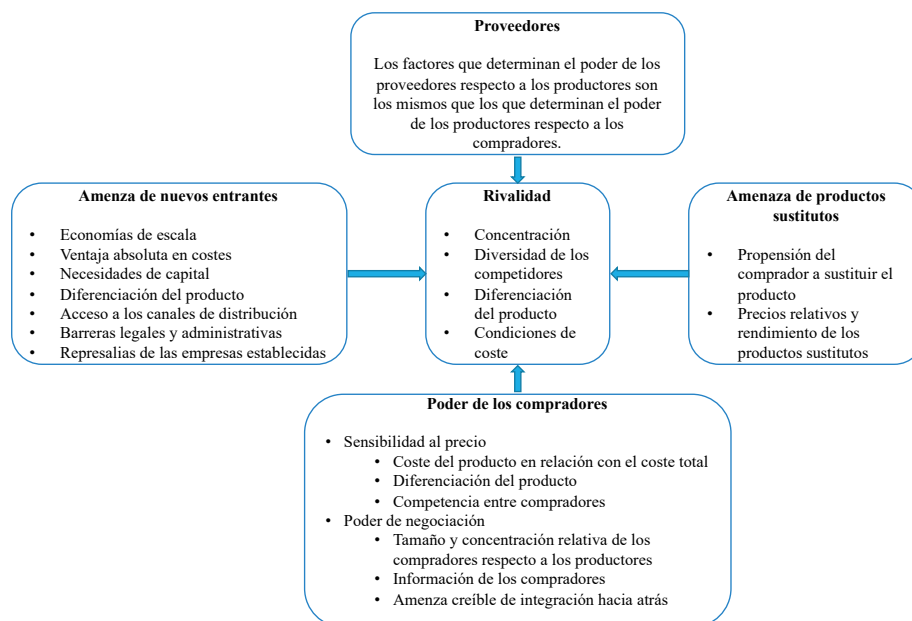 Proveedores
Los factores que determinan el poder de los
proveedores respecto a los productores son
los mismos que los que determinan el poder
de los productores respecto a los
compradores.
Amenza de nuevos entrantes
• Economías de escala
• Ventaja absoluta en costes
• Necesidades de capital
• Diferenciación del producto
• Acceso a los canales de distribución
• Barreras legales y administrativas
• Represalias de las empresas establecidas
Rivalidad
• Concentración
• Diversidad de los
competidores
• Diferenciación
del producto
• Condiciones de
coste
Amenaza de productos
sustitutos
• Propensión del
comprador a sustituir el
producto
• Precios relativos y
rendimiento de los
productos sustitutos
Poder de los compradores
• Sensibilidad al precio
• Coste del producto en relación con el coste total
• Diferenciación del producto
• Competencia entre compradores
• Poder de negociación
• Tamaño y concentración relativa de los
compradores respecto a los productores
• Información de los compradores
• Amenza creíble de integración hacia atrás